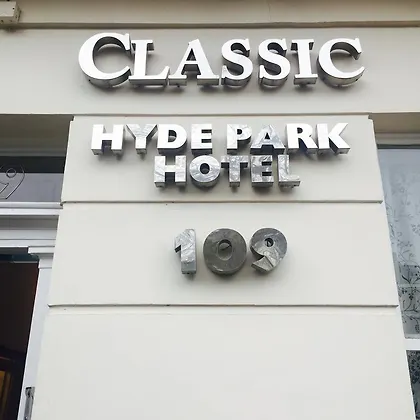 CLASSIC
HYDE PARK
HOTEL
109